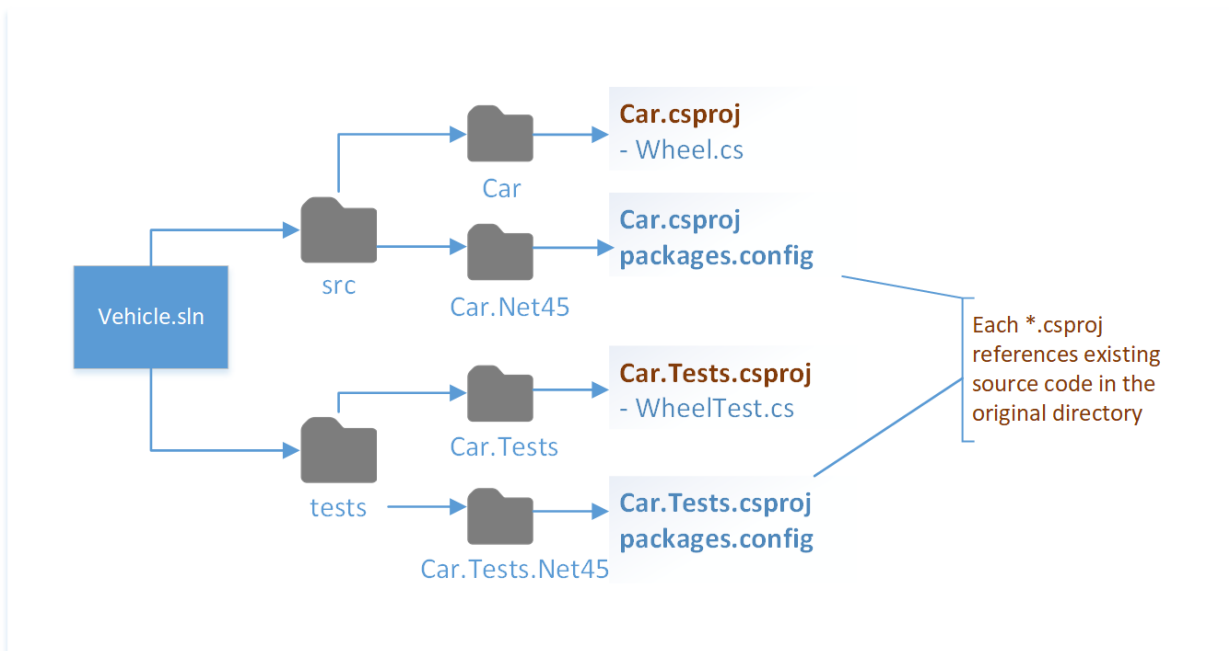 Car.csproj
- Wheel.cs
Car
Car.csproj
packages.config
src
Car.Net45
Vehicle.sln
Each *.csproj
references existing
source code in the
original directory
Car.Tests.csproj
- WheelTest.cs
Car.Tests
tests
Car.Tests.csproj
packages.config
Car.Tests.Net45